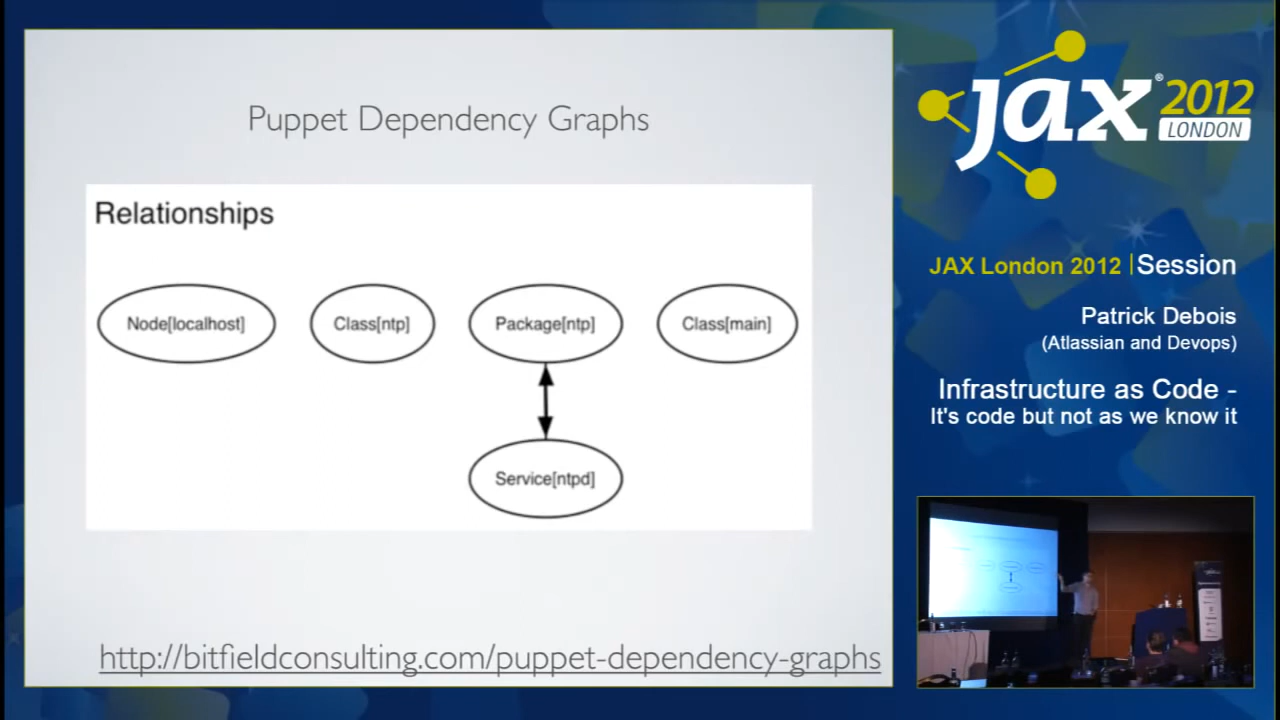 Puppet Dependency Graphs
Relationships
Node[localhost]
Class[ntp]
Package[ntp]
Class[main]
Service[ntpd]
http://bitfieldconsulting.com/puppet-dependency-graphs
jax® 2012
LONDON
JAX London 2012 | Session
Patrick Debois
(Atlassian and Devops)
Infrastructure as Code -
It's code but not as we know it